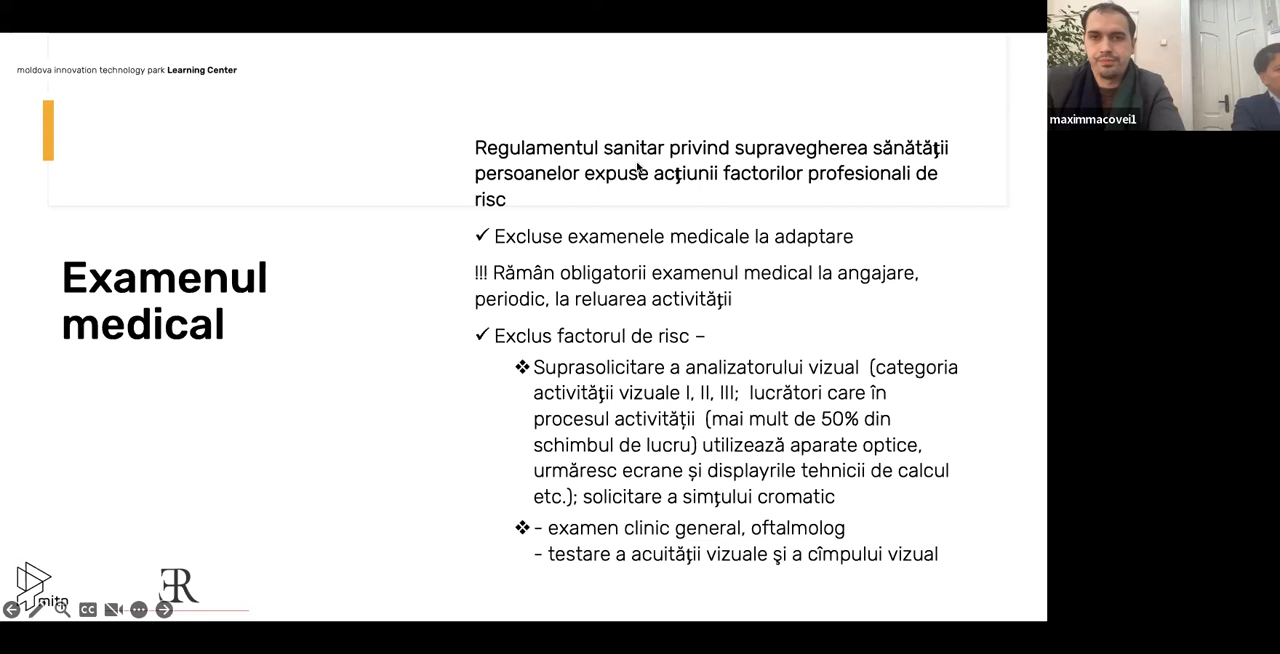 moldova innovation technology park Learning Center
maximmacovei1
Regulamentul sanitar privind supravegherea sănătăţii
persoanelor expuse acţiunii factorilor profesionali de
risc
✓ Excluse examenele medicale la adaptare
Examenul
medical
!!! Rămân obligatorii examenul medical la angajare,
periodic, la reluarea activităţii
✓ Exclus factorul de risc –
❖ Suprasolicitare a analizatorului vizual (categoria
activităţii vizuale I, II, III; lucrători care în
procesul activității (mai mult de 50% din
schimbul de lucru) utilizează aparate optice,
urmăresc ecrane și displayrile tehnicii de calcul
etc.); solicitare a simţului cromatic
❖ - examen clinic general, oftalmolog
- testare a acuităţii vizuale şi a cîmpului vizual
mitp
ER
CC